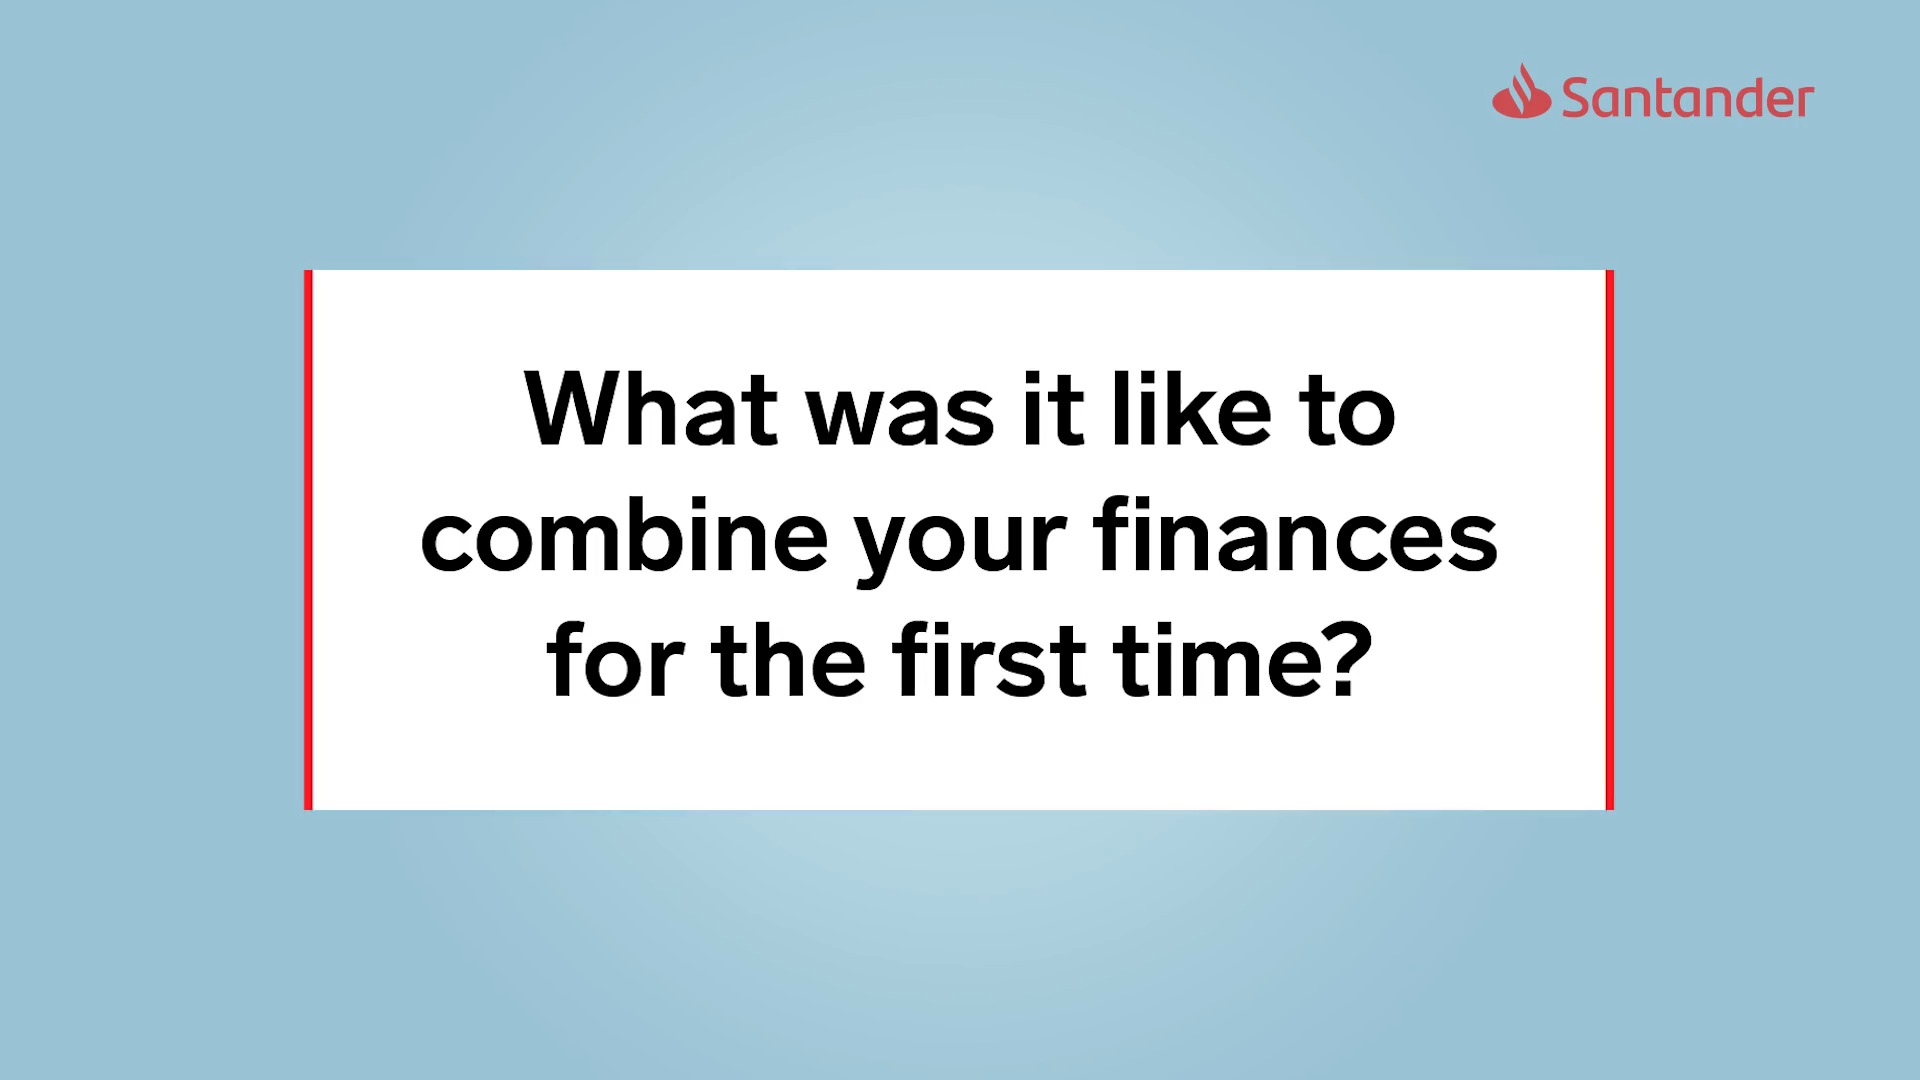 Santander
What was it like to
combine your finances
for the first time?